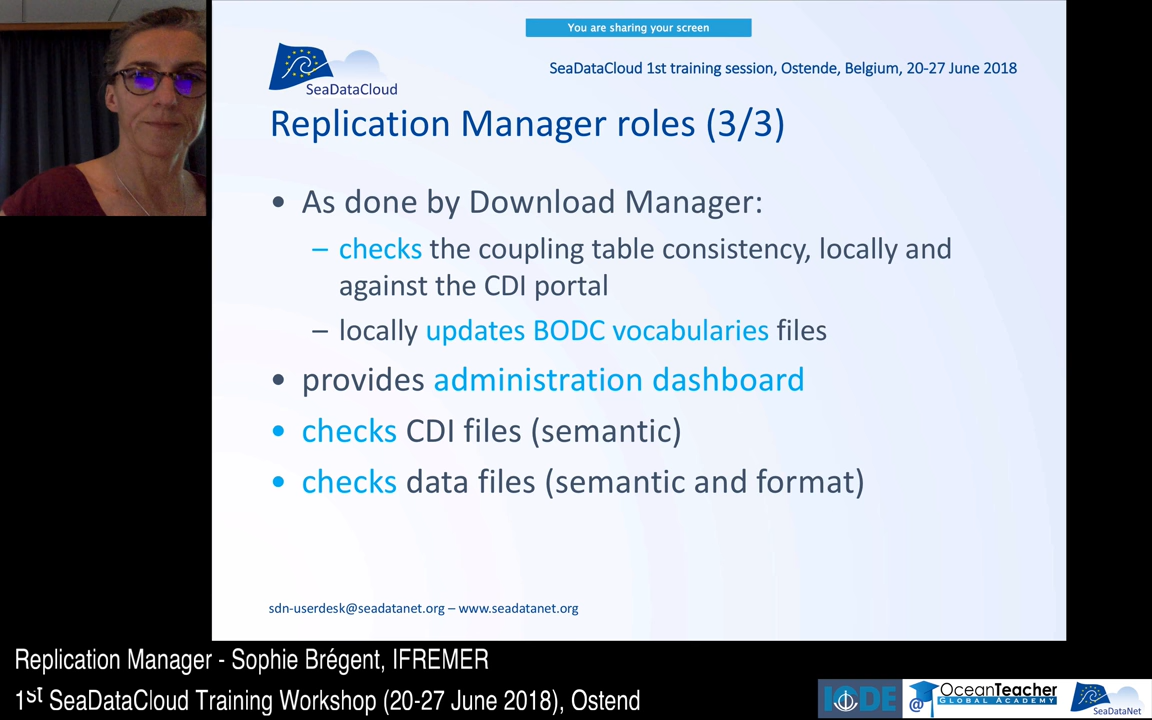 You are sharing your screen
SeaDataCloud
SeaDataCloud 1st training session, Ostende, Belgium, 20-27 June 2018
Replication Manager roles (3/3)
• As done by Download Manager:
– checks the coupling table consistency, locally and
against the CDI portal
– locally updates BODC vocabularies files
• provides administration dashboard
• checks CDI files (semantic)
• checks data files (semantic and format)
sdn-userdesk@seadatanet.org – www.seadatanet.org
Replication Manager - Sophie Brégent, IFREMER
1st SeaDataCloud Training Workshop (20-27 June 2018), Ostend
IODE
@ OceanTeacher
GLOBAL ACADEMY
SeaDataNet